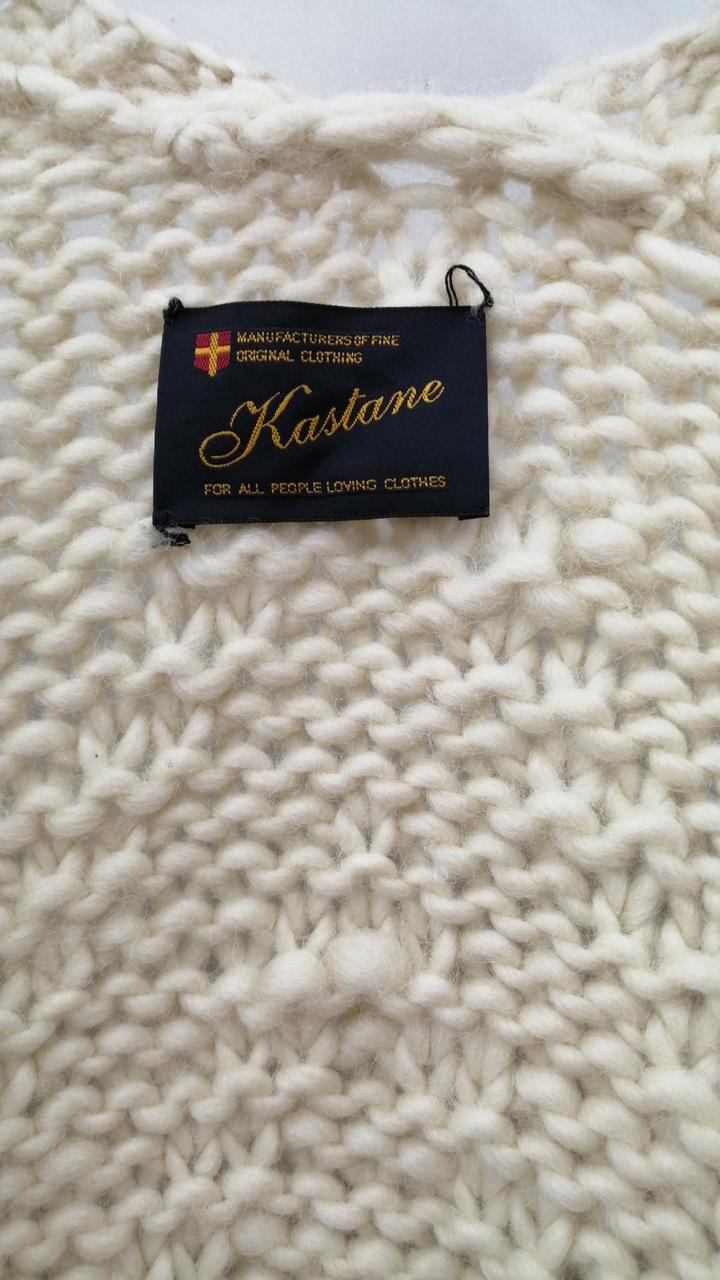 MANUFACTURERS OF FINE
ORIGINAL CLOTHING
Kastane
FOR ALL PEOPLE LOVING CLOTHES